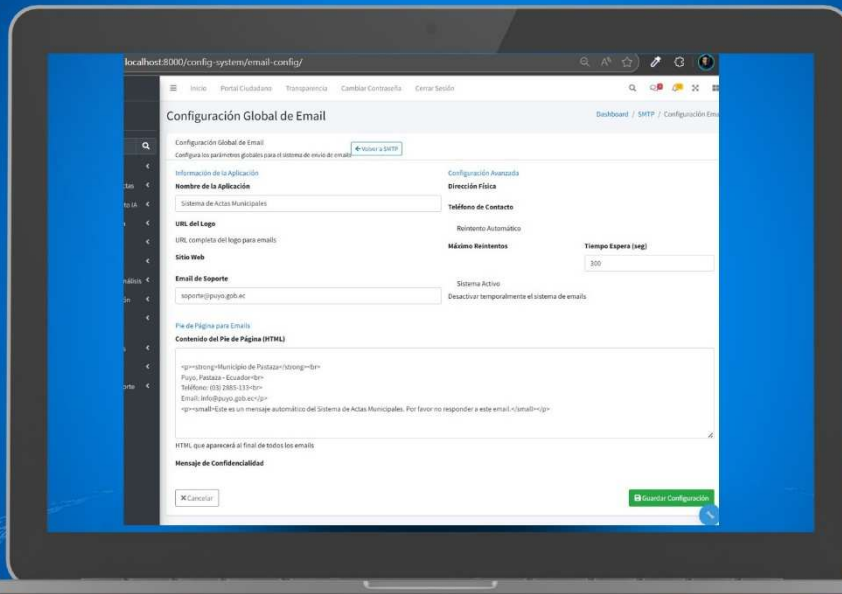 localhost:8000/config-system/email-config/
Inicio Portal Ciudadano Transparencia Cambiar Contraseña Cerrar Sesión
Configuración Global de Email
Dashboard / SMTP / Configuración Ema
Configuración Global de Email
Configura los parámetros globales para el sistema de envío de emails
Volver a SMTP
Información de la Aplicación
Nombre de la Aplicación
Sistema de Actas Municipales
URL del Logo
URL completa del logo para emails
Sitio Web
Email de Soporte
soporte@puyo.gob.ec
Configuración Avanzada
Dirección Física
Teléfono de Contacto
Reintento Automático
Máximo Reintentos
Tiempo Espera (seg)
300
Sistema Activo
Desactivar temporalmente el sistema de emails
Pie de Página para Emails
Contenido del Pie de Página (HTML)
<p><strong>Municipio de Pastaza</strong><br>
Puyo, Pastaza - Ecuador<br>
Teléfono: (03) 2885-133<br>
Email: info@puyo.gob.ec</p>
<p><small>Este es un mensaje automático del Sistema de Actas Municipales. Por favor no responder a este email.</small></p>
HTML que aparecerá al final de todos los emails
Mensaje de Confidencialidad
Cancelar
Guardar Configuración